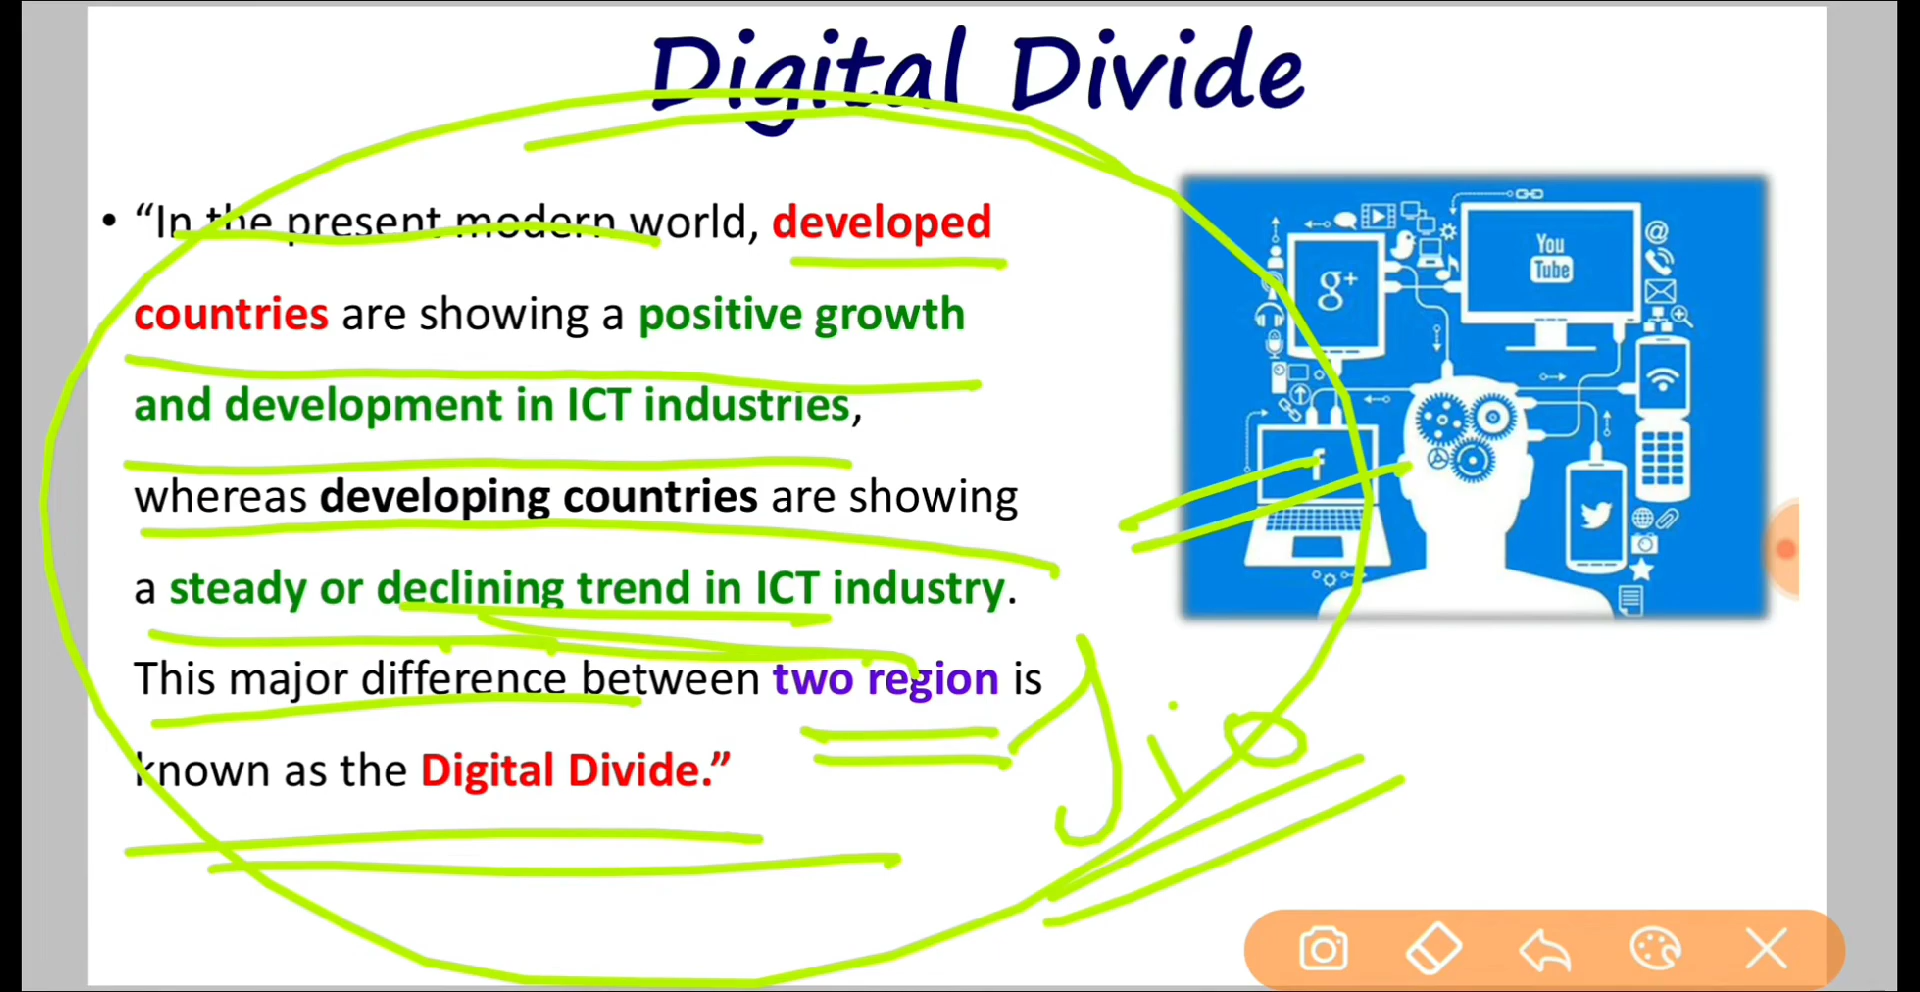 Digital Divide
• “In the present modern world, developed
countries are showing a positive growth
and development in ICT industries,
whereas developing countries are showing
a steady or declining trend in ICT industry.
This major difference between two region is
known as the Digital Divide.”
Jio
g+
You
Tube
@
f